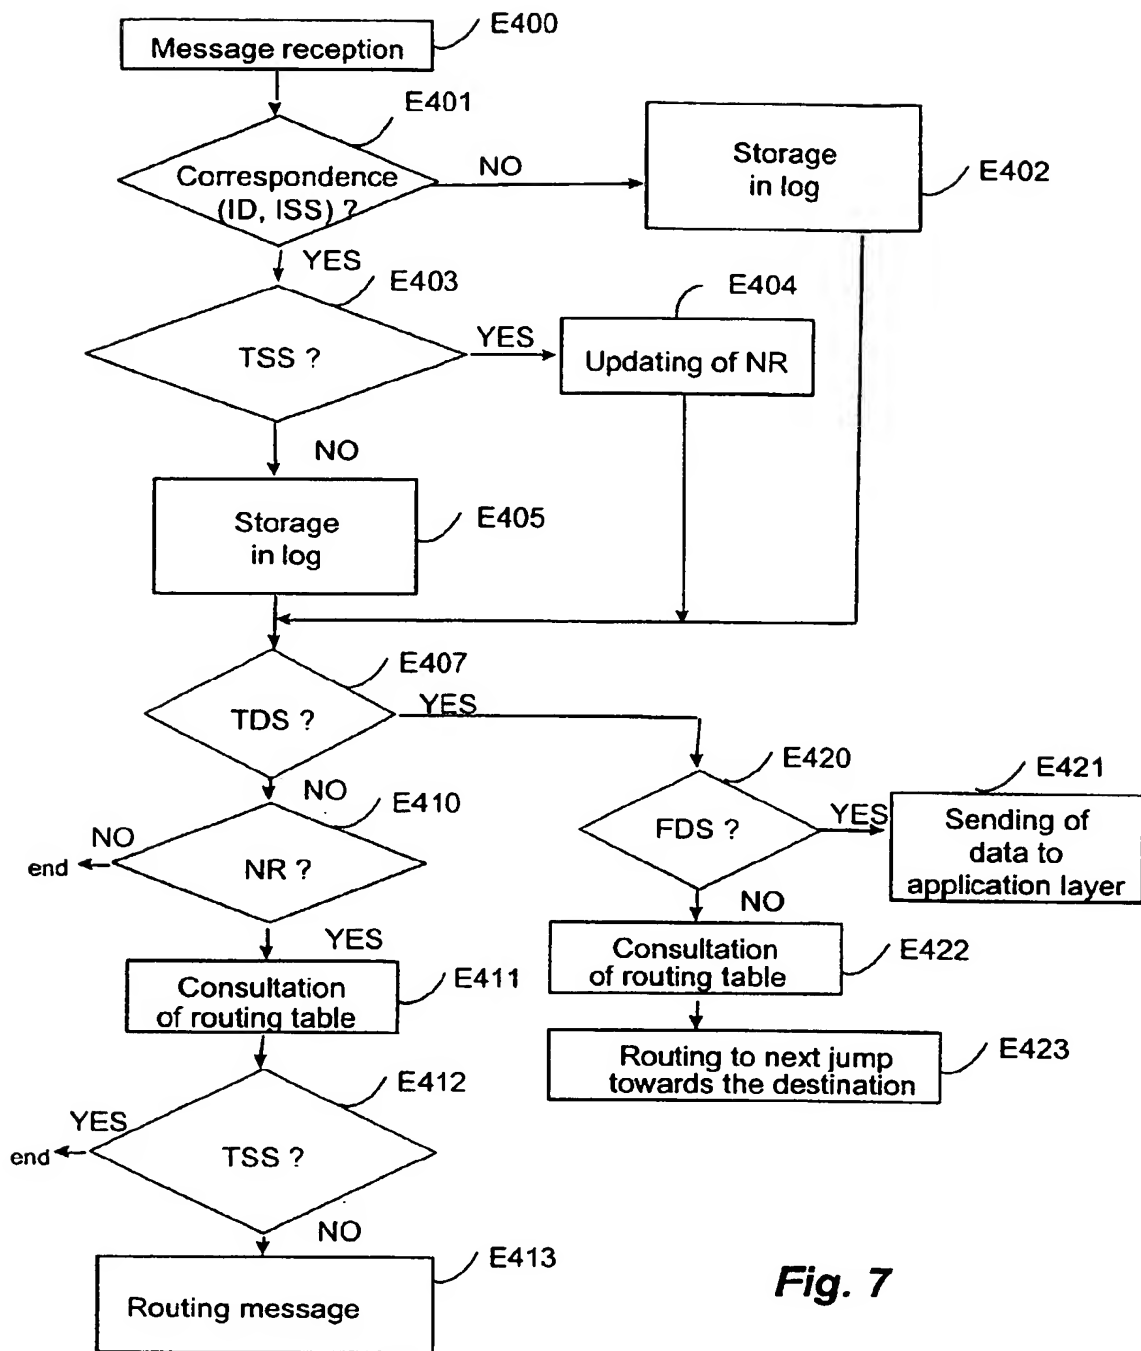 E400
Message reception
E401
Correspondence
(ID, ISS) ?
NO
Storage
in log
E402
YES
E403
TSS ?
YES
E404
Updating of NR
NO
Storage
in log
E405
E407
TDS ?
YES
NO
E410
NR ?
NO
end
E420
FDS ?
YES
E421
Sending of
data to
application layer
NO
YES
Consultation
of routing table
E411
Consultation
of routing table
E422
Routing to next jump
towards the destination
E423
E412
YES
end
TSS ?
NO
E413
Routing message
Fig. 7